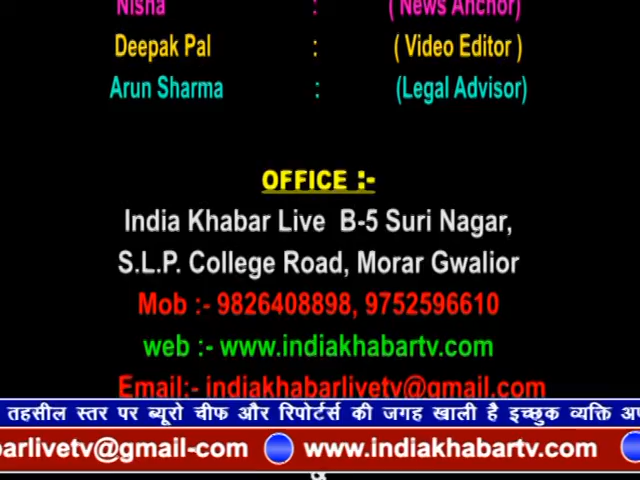 Nisha : ( News Anchor)
Deepak Pal : ( Video Editor )
Arun Sharma : (Legal Advisor)
OFFICE :-
India Khabar Live B-5 Suri Nagar,
S.L.P. College Road, Morar Gwalior
Mob :- 9826408898, 9752596610
web :- www.indiakhabartv.com
Email:- indiakhabarlivetv@gmail.com
तहसील स्तर पर ब्यूरो चीफ और रिपोर्टर्स की जगह खाली है इच्छुक व्यक्ति अप
barlivetv@gmail-com www.indiakhabartv.com